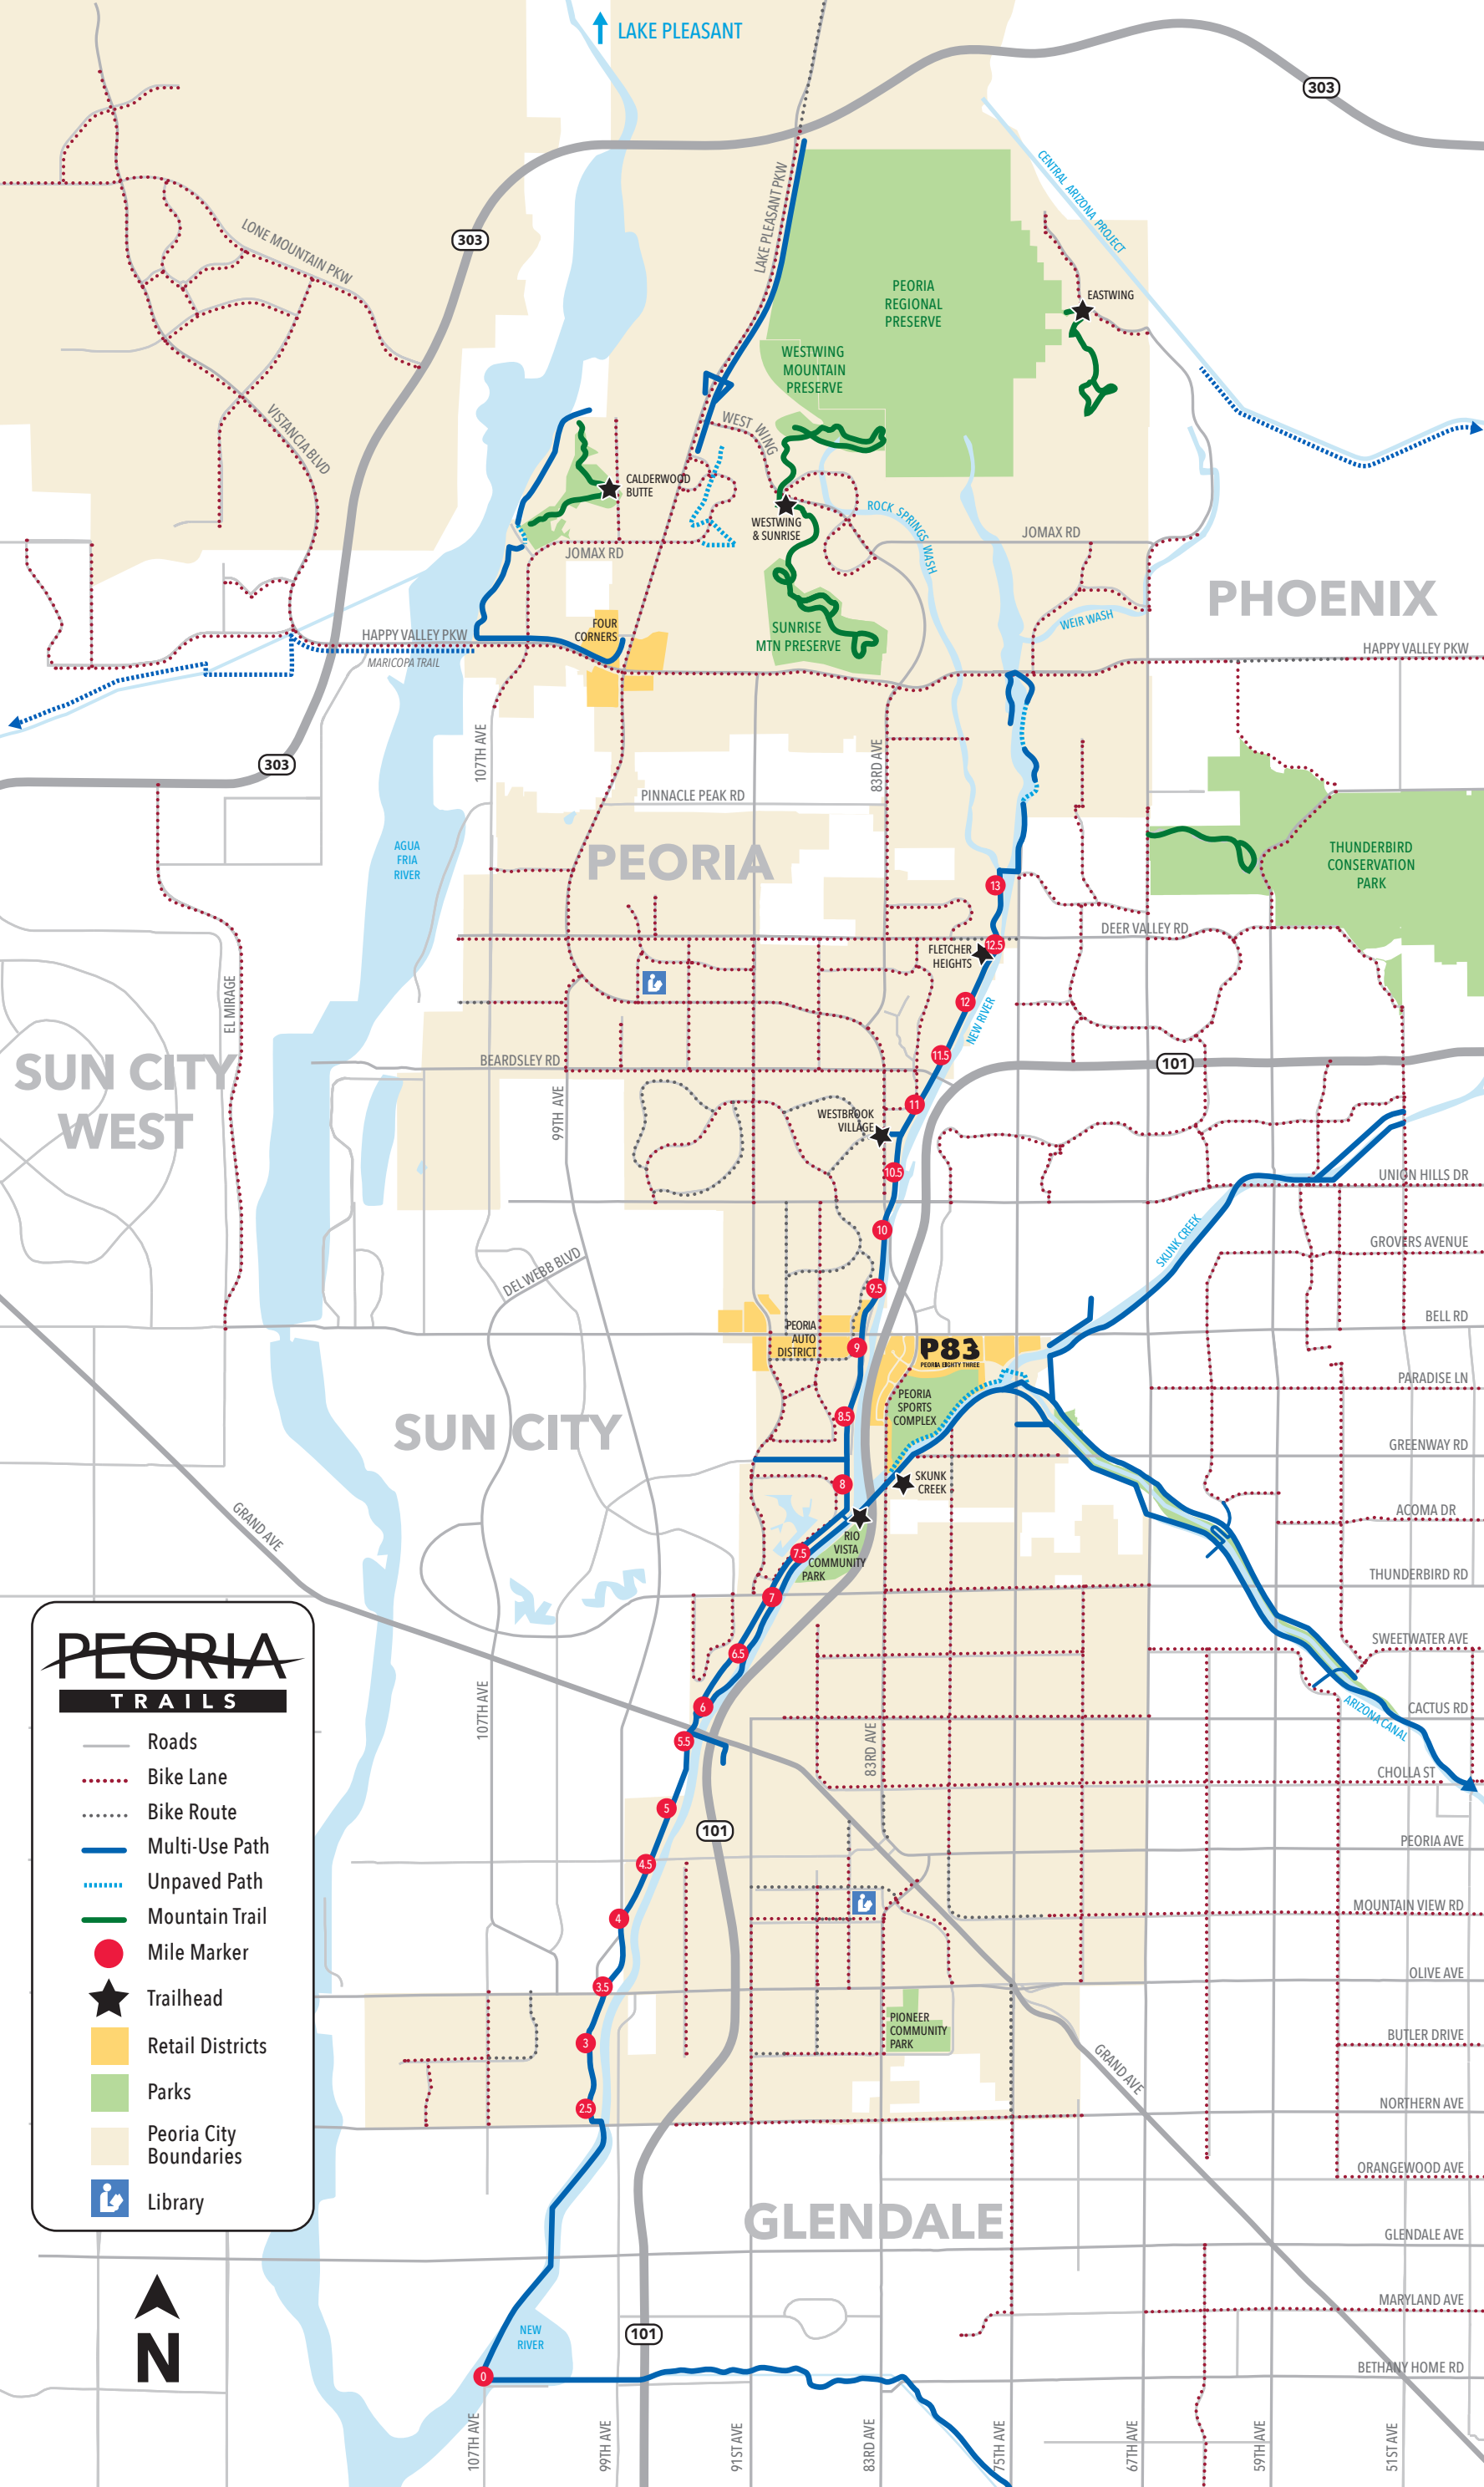 LAKE PLEASANT
303
CENTRAL ARIZONA PROJECT
LAKE PLEASANT PKW
LONE MOUNTAIN PKW
303
PEORIA
REGIONAL
PRESERVE
EASTWING
WESTWING
MOUNTAIN
PRESERVE
VISTANCIA BLVD
WEST WING
CALDERWOOD
BUTTE
WESTWING
& SUNRISE
ROCK SPRINGS WASH
JOMAX RD
JOMAX RD
PHOENIX
WEIR WASH
FOUR
CORNERS
SUNRISE
MTN PRESERVE
HAPPY VALLEY PKW
MARICOPA TRAIL
HAPPY VALLEY PKW
107TH AVE
83RD AVE
303
PINNACLE PEAK RD
AGUA
FRIA
RIVER
PEORIA
THUNDERBIRD
CONSERVATION
PARK
13
DEER VALLEY RD
12.5
FLETCHER
HEIGHTS
12
NEW RIVER
EL MIRAGE
SUN CITY
WEST
BEARDSLEY RD
11.5
101
99TH AVE
11
WESTBROOK
VILLAGE
10.5
UNION HILLS DR
10
SKUNK CREEK
GROVERS AVENUE
DEL WEBB BLVD
9.5
BELL RD
PEORIA
AUTO
DISTRICT
9
P83
PEORIA EIGHTY THREE
PARADISE LN
PEORIA
SPORTS
COMPLEX
8.5
SUN CITY
GREENWAY RD
8
SKUNK
CREEK
GRAND AVE
ACOMA DR
RIO
VISTA
COMMUNITY
PARK
7.5
THUNDERBIRD RD
7
SWEETWATER AVE
6.5
107TH AVE
6
ARIZONA CANAL
CACTUS RD
5.5
83RD AVE
CHOLLA ST
5
101
PEORIA AVE
4.5
MOUNTAIN VIEW RD
4
OLIVE AVE
3.5
PIONEER
COMMUNITY
PARK
BUTLER DRIVE
3
GRAND AVE
2.5
NORTHERN AVE
ORANGEWOOD AVE
GLENDALE
GLENDALE AVE
MARYLAND AVE
NEW
RIVER
101
BETHANY HOME RD
0
107TH AVE
99TH AVE
91ST AVE
83RD AVE
75TH AVE
67TH AVE
59TH AVE
51ST AVE
PEORIA
TRAILS
Roads
Bike Lane
Bike Route
Multi-Use Path
Unpaved Path
Mountain Trail
Mile Marker
Trailhead
Retail Districts
Parks
Peoria City
Boundaries
Library
N